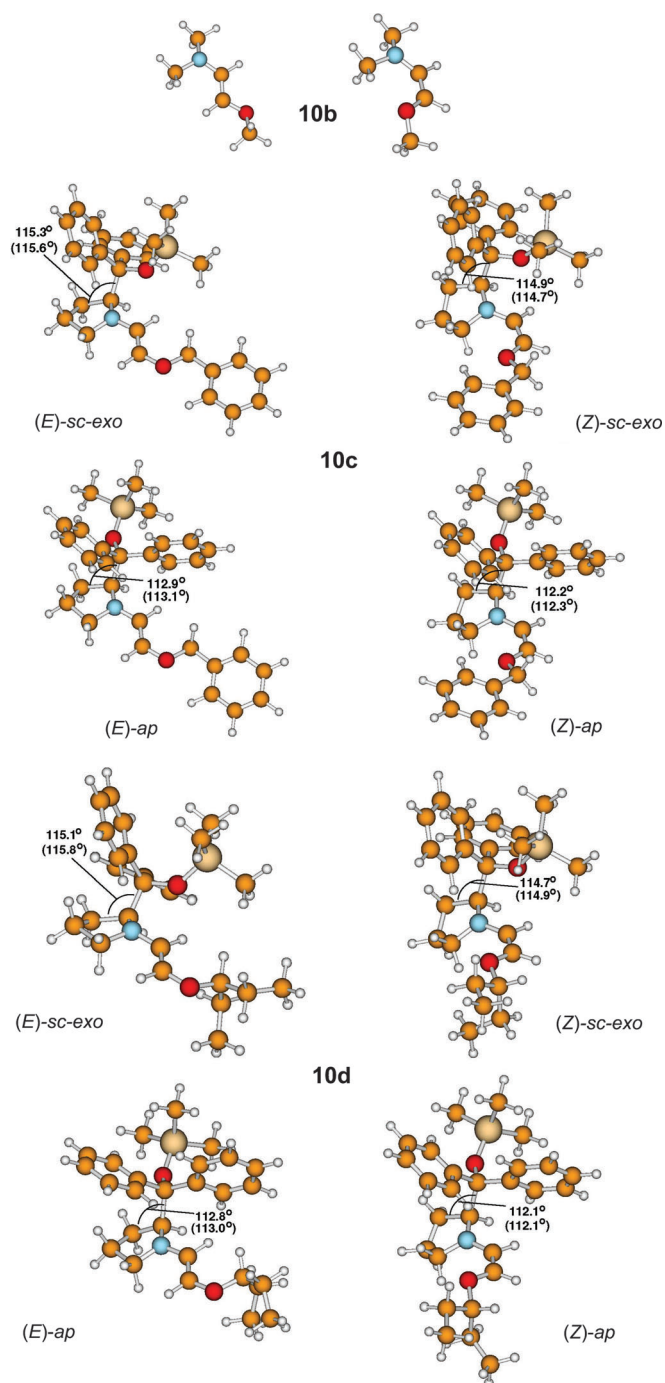 10b
115.3°
(115.6°)
114.9°
(114.7°)
(E)-sc-exo
(Z)-sc-exo
10c
112.9°
(113.1°)
112.2°
(112.3°)
(E)-ap
(Z)-ap
115.1°
(115.8°)
114.7°
(114.9°)
(E)-sc-exo
(Z)-sc-exo
10d
112.8°
(113.0°)
112.1°
(112.1°)
(E)-ap
(Z)-ap